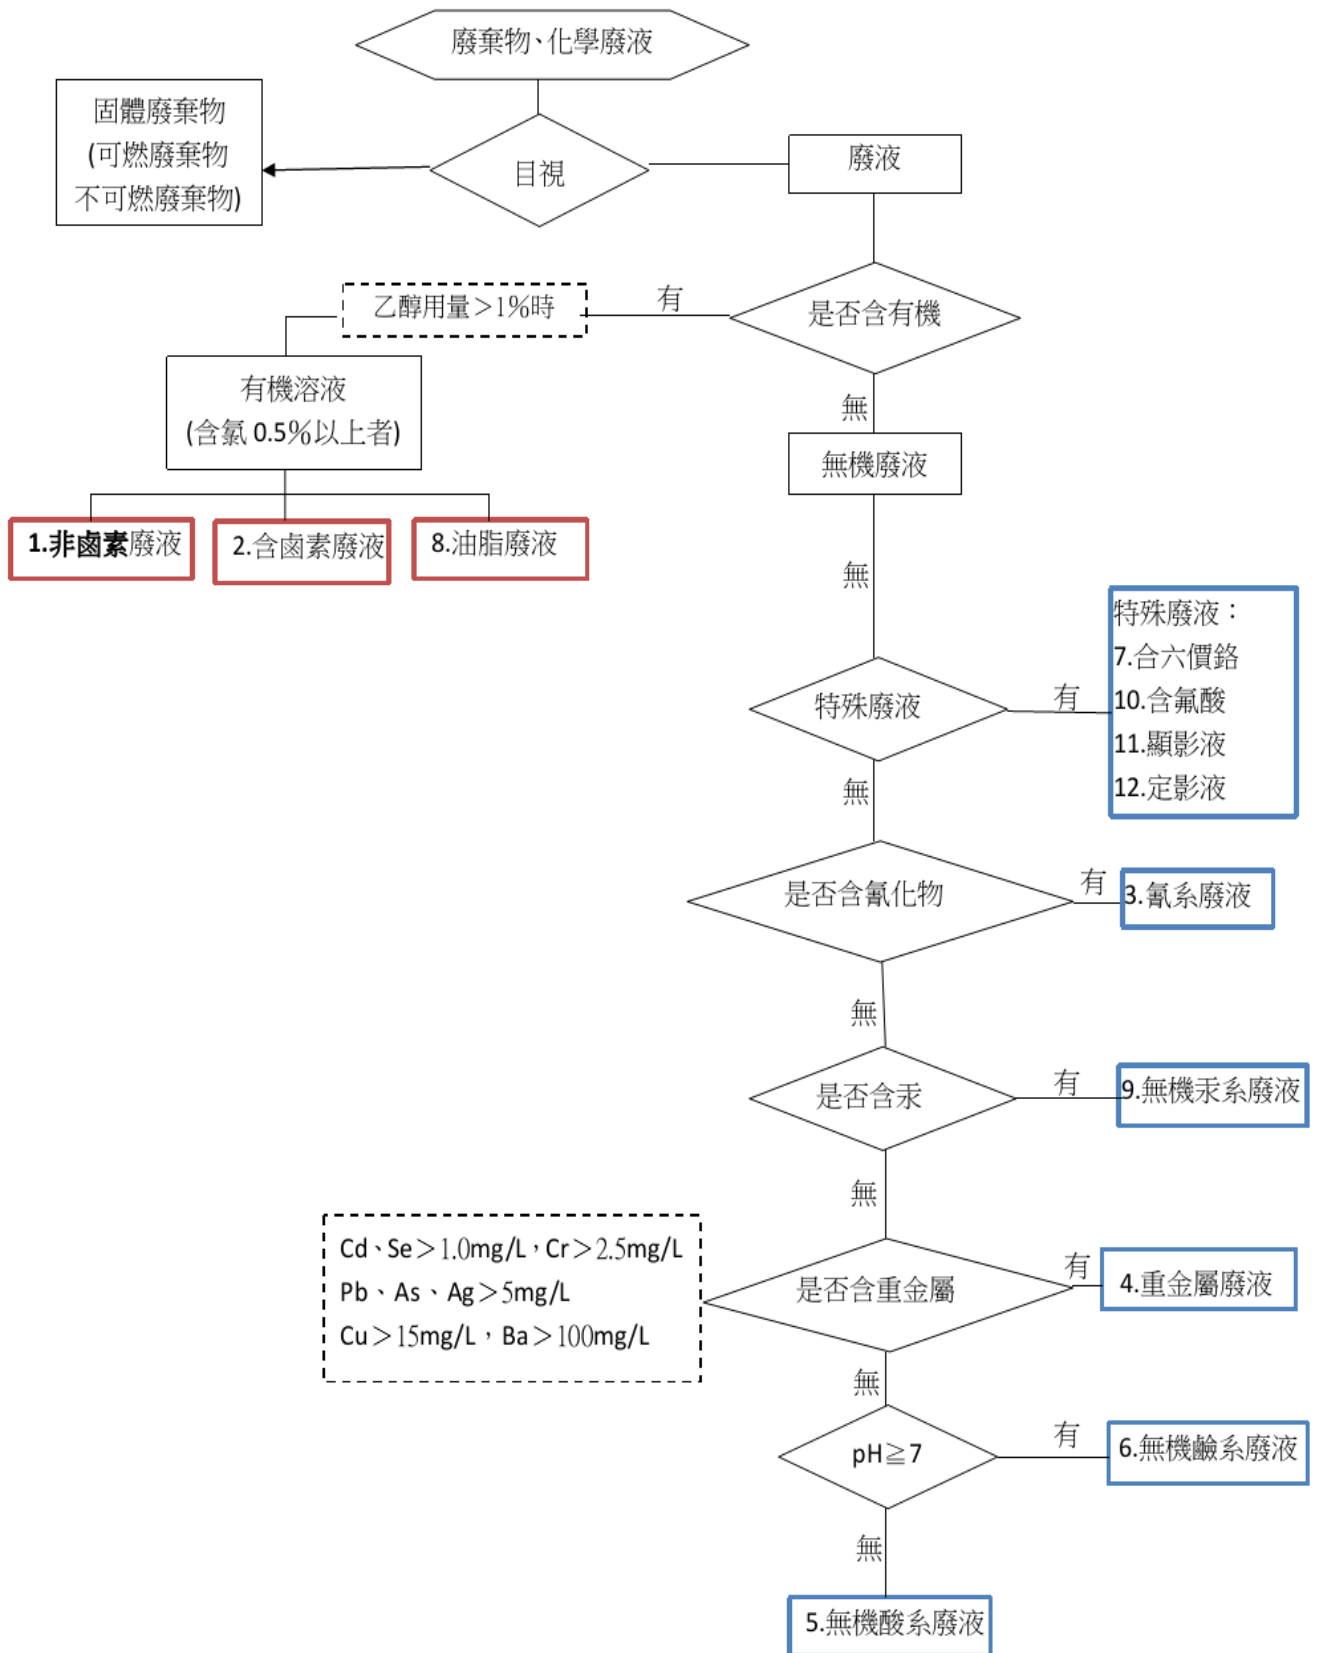 廢棄物、化學廢液
固體廢棄物
(可燃廢棄物
不可燃廢棄物)
目視
廢液
乙醇用量＞1%時
有
是否含有機
有機溶液
(含氯 0.5%以上者)
無
無機廢液
1.非鹵素廢液
2.含鹵素廢液
8.油脂廢液
無
特殊廢液：
7.合六價鉻
10.含氟酸
11.顯影液
12.定影液
特殊廢液
有
無
是否含氰化物
有
3.氰系廢液
無
是否含汞
有
9.無機汞系廢液
無
Cd、Se＞1.0mg/L，Cr＞2.5mg/L
Pb、As、Ag＞5mg/L
Cu＞15mg/L，Ba＞100mg/L
是否含重金屬
有
4.重金屬廢液
無
pH≧7
有
6.無機鹼系廢液
無
5.無機酸系廢液